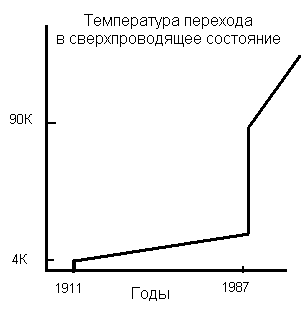 Температура перехода
в сверхпроводящее состояние
90K
4K
1911
1987
Годы